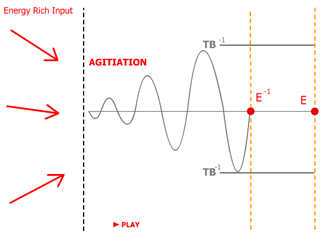 Energy Rich Input
TB -1
AGITIATION
E -1
E
TB -1
► PLAY